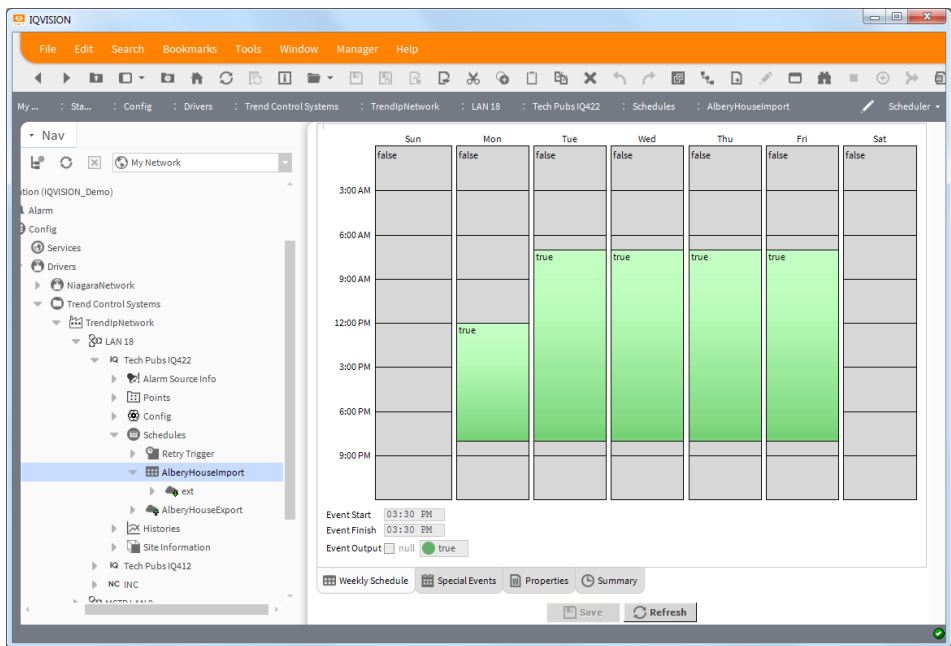 IQVISION
File Edit Search Bookmarks Tools Window Manager Help
My ... : Sta... : Config : Drivers : Trend Control Systems : TrendIpNetwork : LAN 18 : Tech Pubs IQ422 : Schedules : AlberyHouseImport Scheduler
Nav
My Network
ation (IQVISION_Demo)
Alarm
Config
Services
Drivers
NiagaraNetwork
Trend Control Systems
TrendIpNetwork
LAN 18
IQ Tech Pubs IQ422
Alarm Source Info
Points
Config
Schedules
Retry Trigger
AlberyHouseImport
ext
AlberyHouseExport
Histories
Site Information
IQ Tech Pubs IQ412
NC INC
Sun Mon Tue Wed Thu Fri Sat
false false false false false false false
3:00 AM
6:00 AM
true true true true
9:00 AM
12:00 PM
true
3:00 PM
6:00 PM
9:00 PM
Event Start 03:30 PM
Event Finish 03:30 PM
Event Output null true
Weekly Schedule Special Events Properties Summary
Save Refresh